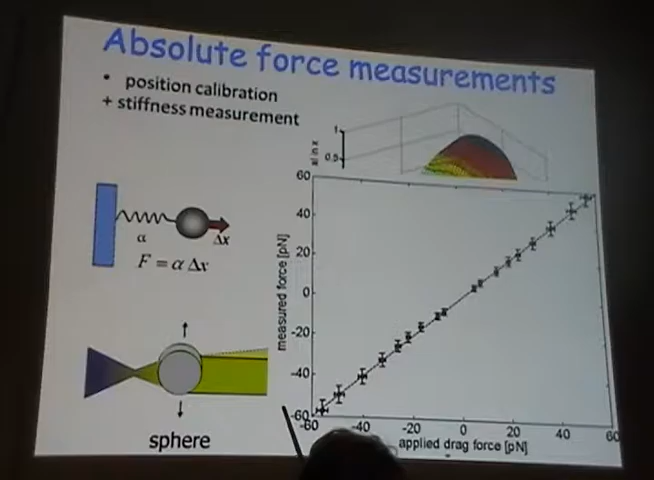 Absolute force measurements
• position calibration
+ stiffness measurement
1
0.5
α
Δx
F = α Δx
sphere
measured force [pN]
60
40
20
0
-20
-40
-60
-60
-40
-20
0
20
40
60
applied drag force [pN]